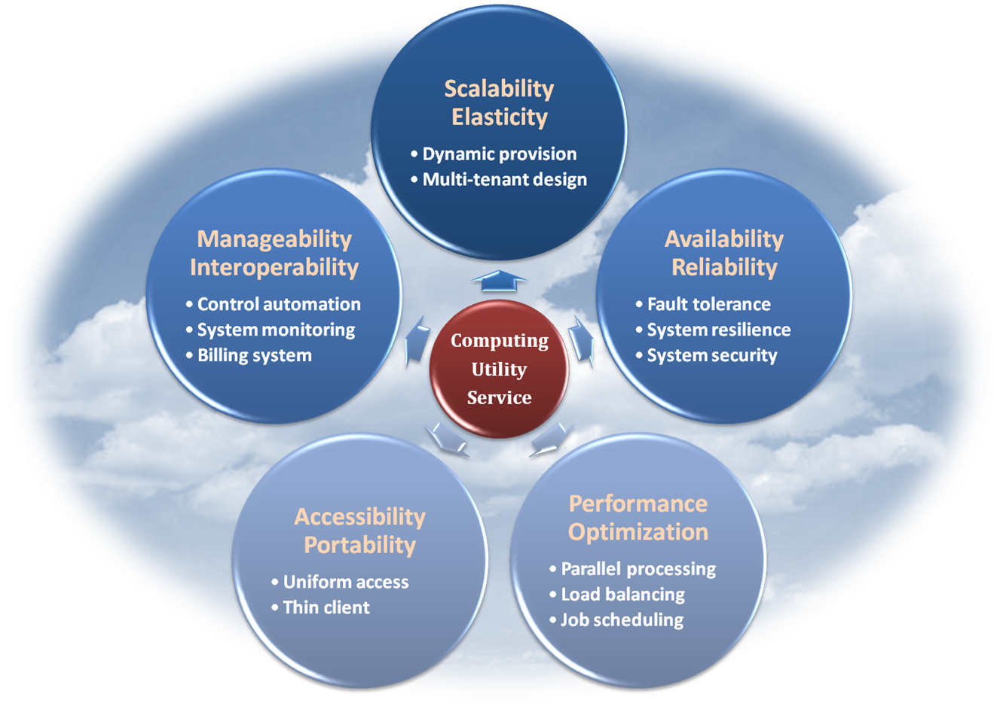 Scalability
Elasticity
• Dynamic provision
• Multi-tenant design
Manageability
Interoperability
• Control automation
• System monitoring
• Billing system
Availability
Reliability
• Fault tolerance
• System resilience
• System security
Computing
Utility
Service
Accessibility
Portability
• Uniform access
• Thin client
Performance
Optimization
• Parallel processing
• Load balancing
• Job scheduling